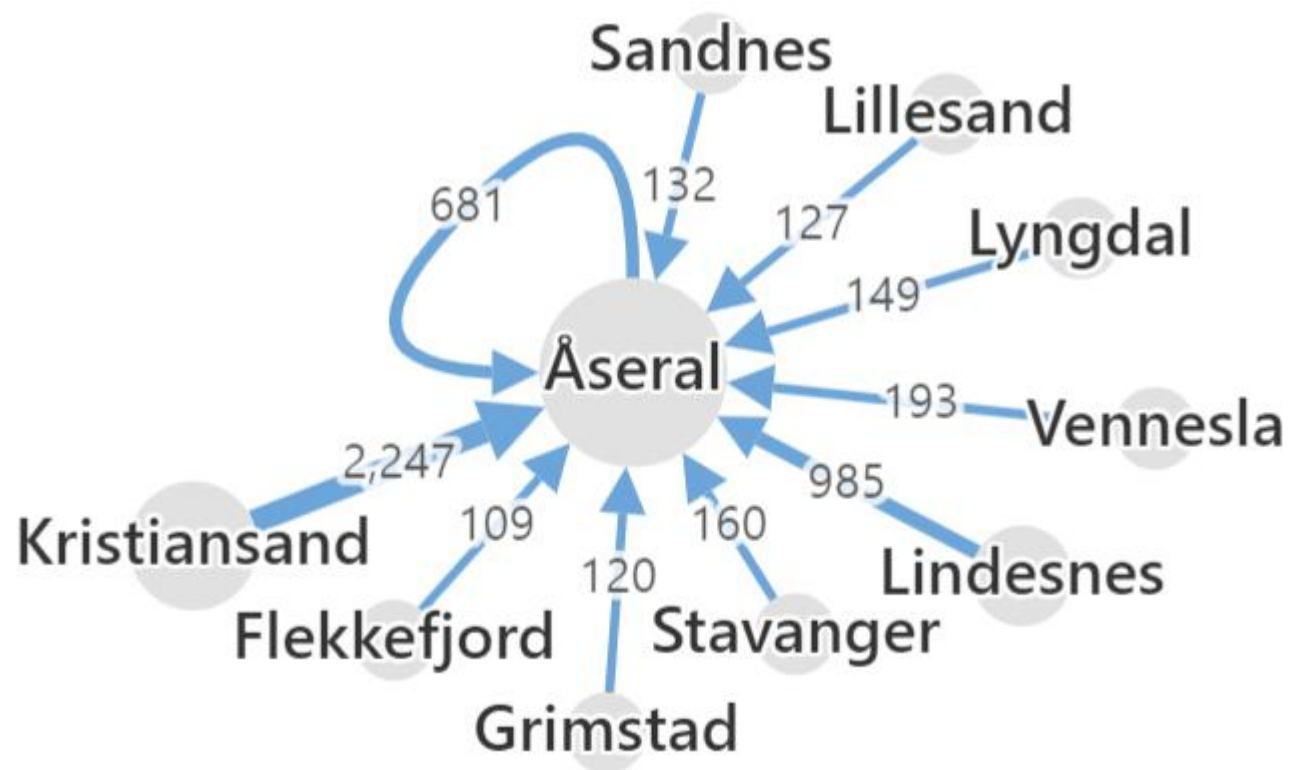 Sandnes
Lillesand
132
681
127
Lyngdal
149
Åseral
193
Vennesla
2,247
985
Kristiansand
109
160
120
Lindesnes
Flekkefjord
Stavanger
Grimstad